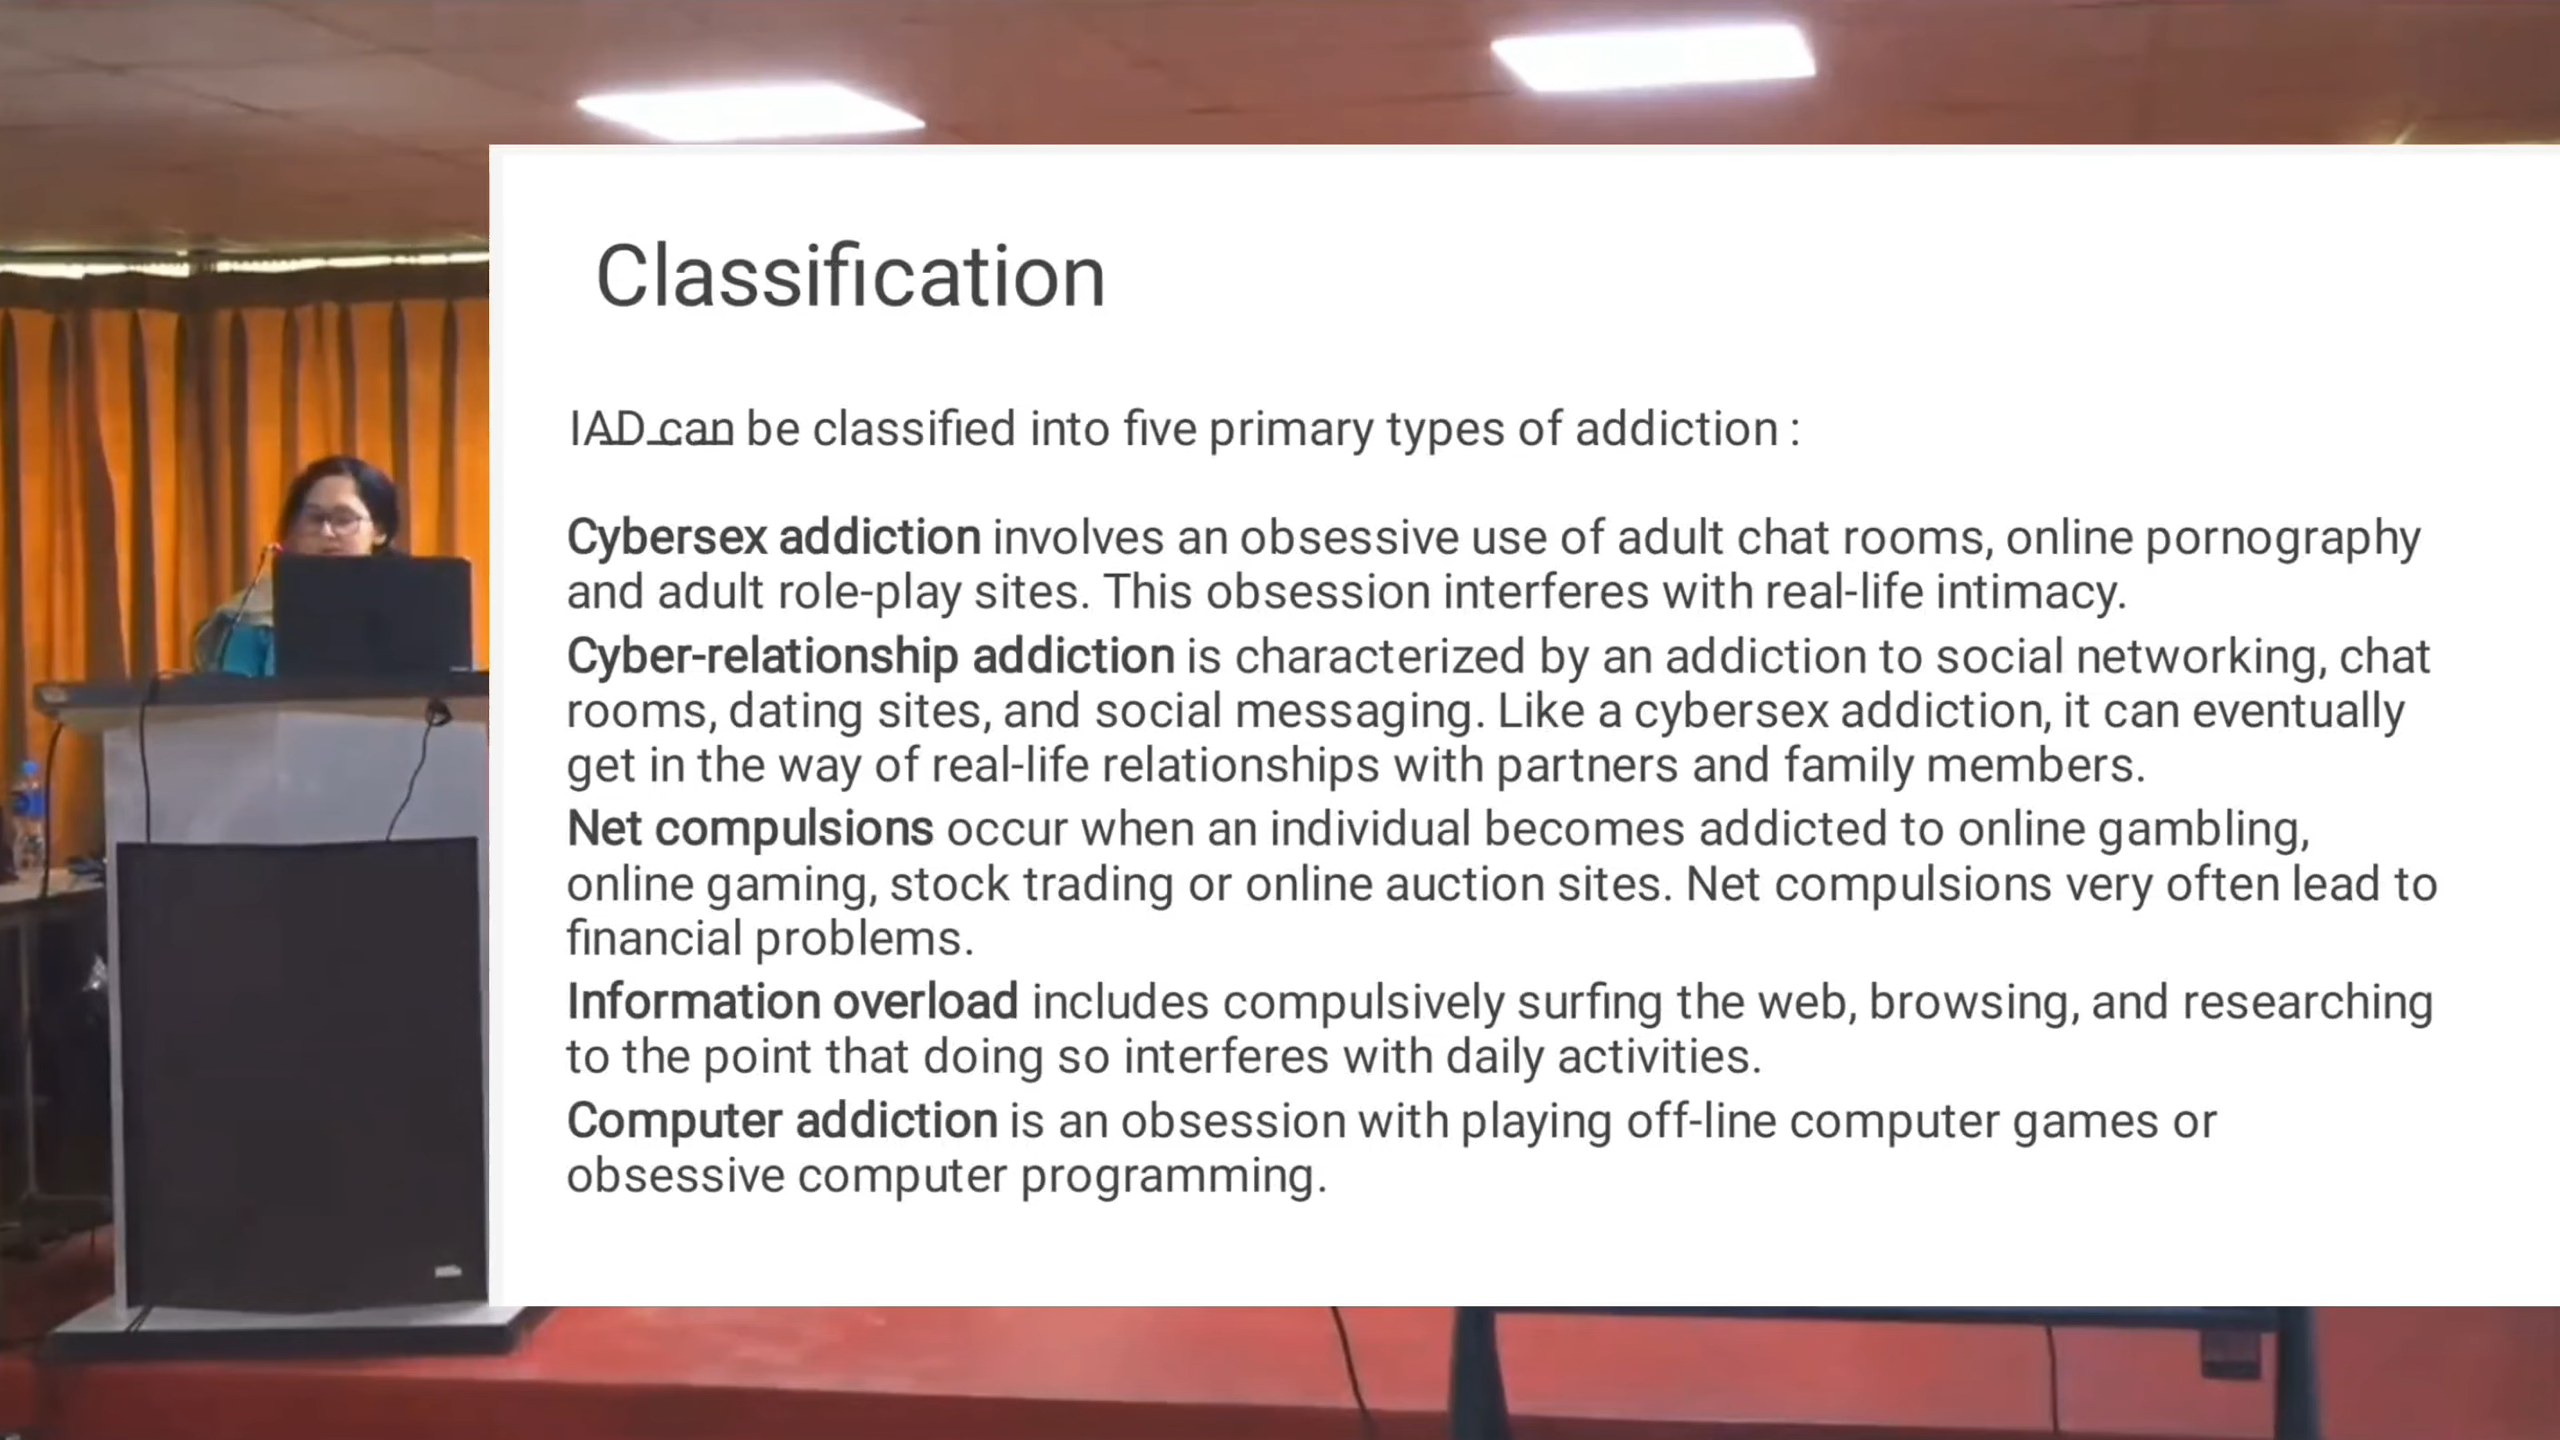 Classification
IAD can be classified into five primary types of addiction :
Cybersex addiction involves an obsessive use of adult chat rooms, online pornography
and adult role-play sites. This obsession interferes with real-life intimacy.
Cyber-relationship addiction is characterized by an addiction to social networking, chat
rooms, dating sites, and social messaging. Like a cybersex addiction, it can eventually
get in the way of real-life relationships with partners and family members.
Net compulsions occur when an individual becomes addicted to online gambling,
online gaming, stock trading or online auction sites. Net compulsions very often lead to
financial problems.
Information overload includes compulsively surfing the web, browsing, and researching
to the point that doing so interferes with daily activities.
Computer addiction is an obsession with playing off-line computer games or
obsessive computer programming.